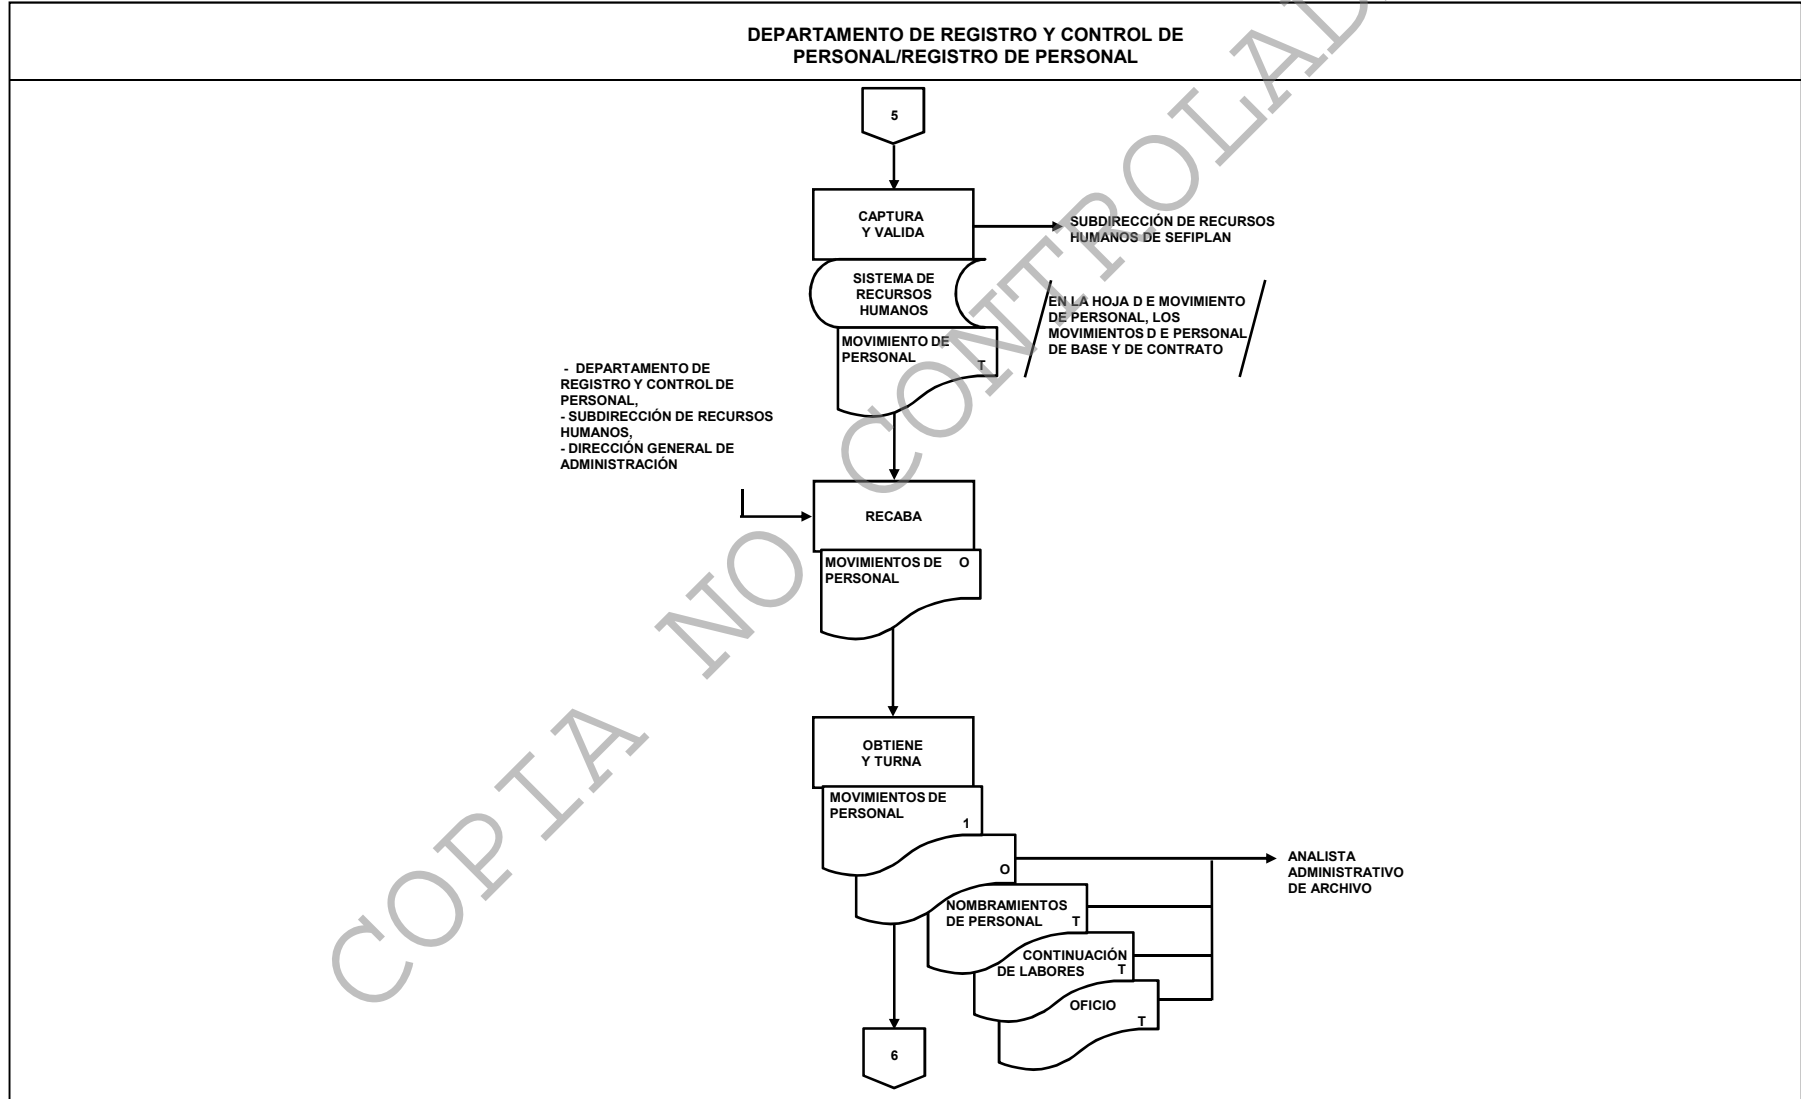 DEPARTAMENTO DE REGISTRO Y CONTROL DE
PERSONAL/REGISTRO DE PERSONAL
5
CAPTURA
Y VALIDA
SUBDIRECCIÓN DE RECURSOS
HUMANOS DE SEFIPLAN
SISTEMA DE
RECURSOS
HUMANOS
EN LA HOJA D E MOVIMIENTO
DE PERSONAL, LOS
MOVIMIENTOS D E PERSONAL
DE BASE Y DE CONTRATO
MOVIMIENTO DE
PERSONAL
T
- DEPARTAMENTO DE
REGISTRO Y CONTROL DE
PERSONAL,
- SUBDIRECCIÓN DE RECURSOS
HUMANOS,
- DIRECCIÓN GENERAL DE
ADMINISTRACIÓN
RECABA
MOVIMIENTOS DE O
PERSONAL
OBTIENE
Y TURNA
MOVIMIENTOS DE
PERSONAL
1
O
ANALISTA
ADMINISTRATIVO
DE ARCHIVO
NOMBRAMIENTOS
DE PERSONAL T
CONTINUACIÓN
DE LABORES T
OFICIO
T
6
COPIA NO CONTROLAD